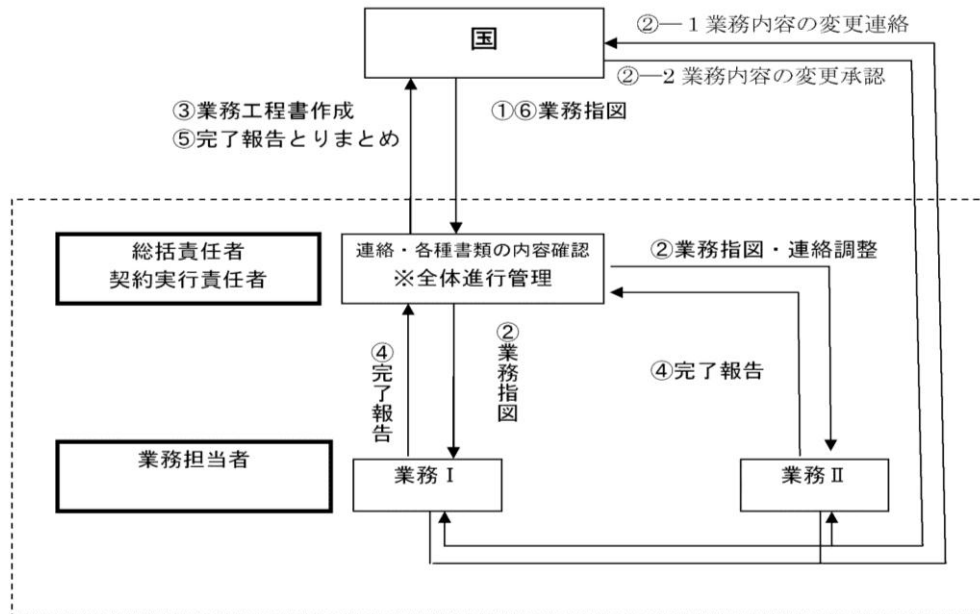 国
②―1業務内容の変更連絡
②―2業務内容の変更承認
③業務工程書作成
⑤完了報告とりまとめ
①⑥業務指図
総括責任者
契約実行責任者
連絡・各種書類の内容確認
※全体進行管理
②業務指図・連絡調整
④完了報告
②業務指図
④完了報告
業務担当者
業務Ⅰ
業務Ⅱ